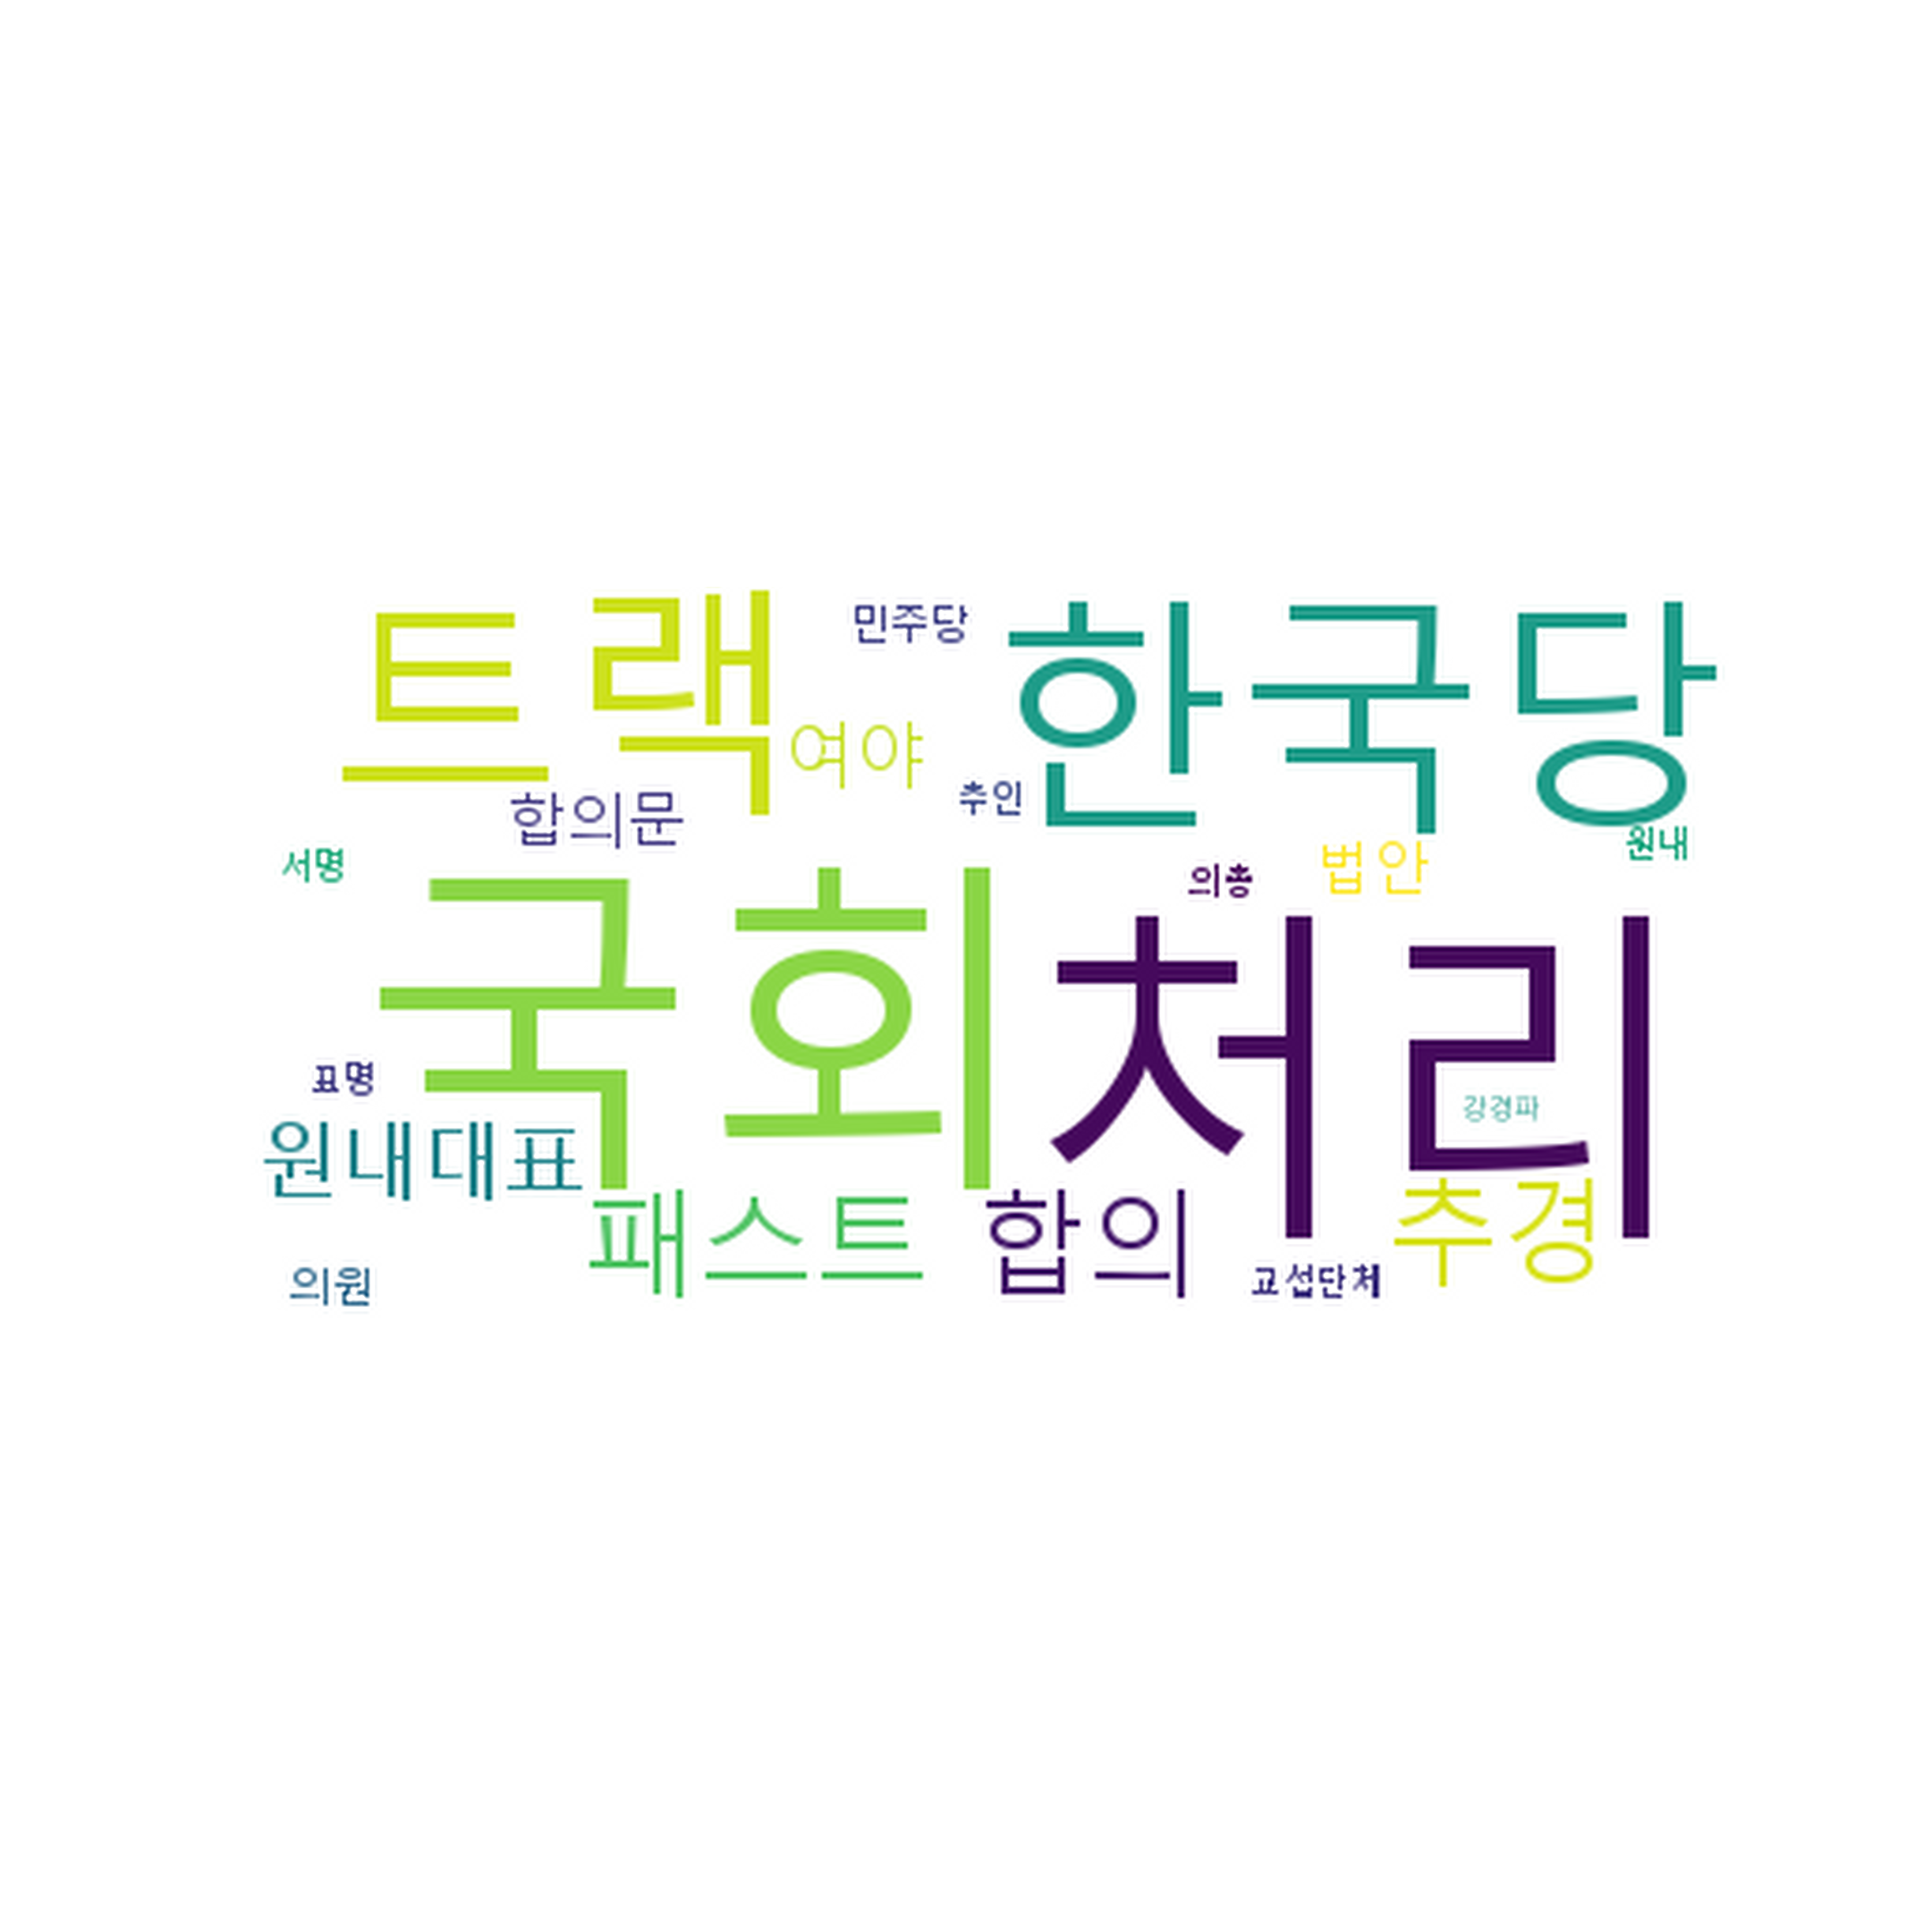 트랙
민주당
한국당
여야
추인
합의문
원내
법안
서명
의총
국회
처리
표명
강경파
원내대표
패스트
합의
추경
의원
교섭단체